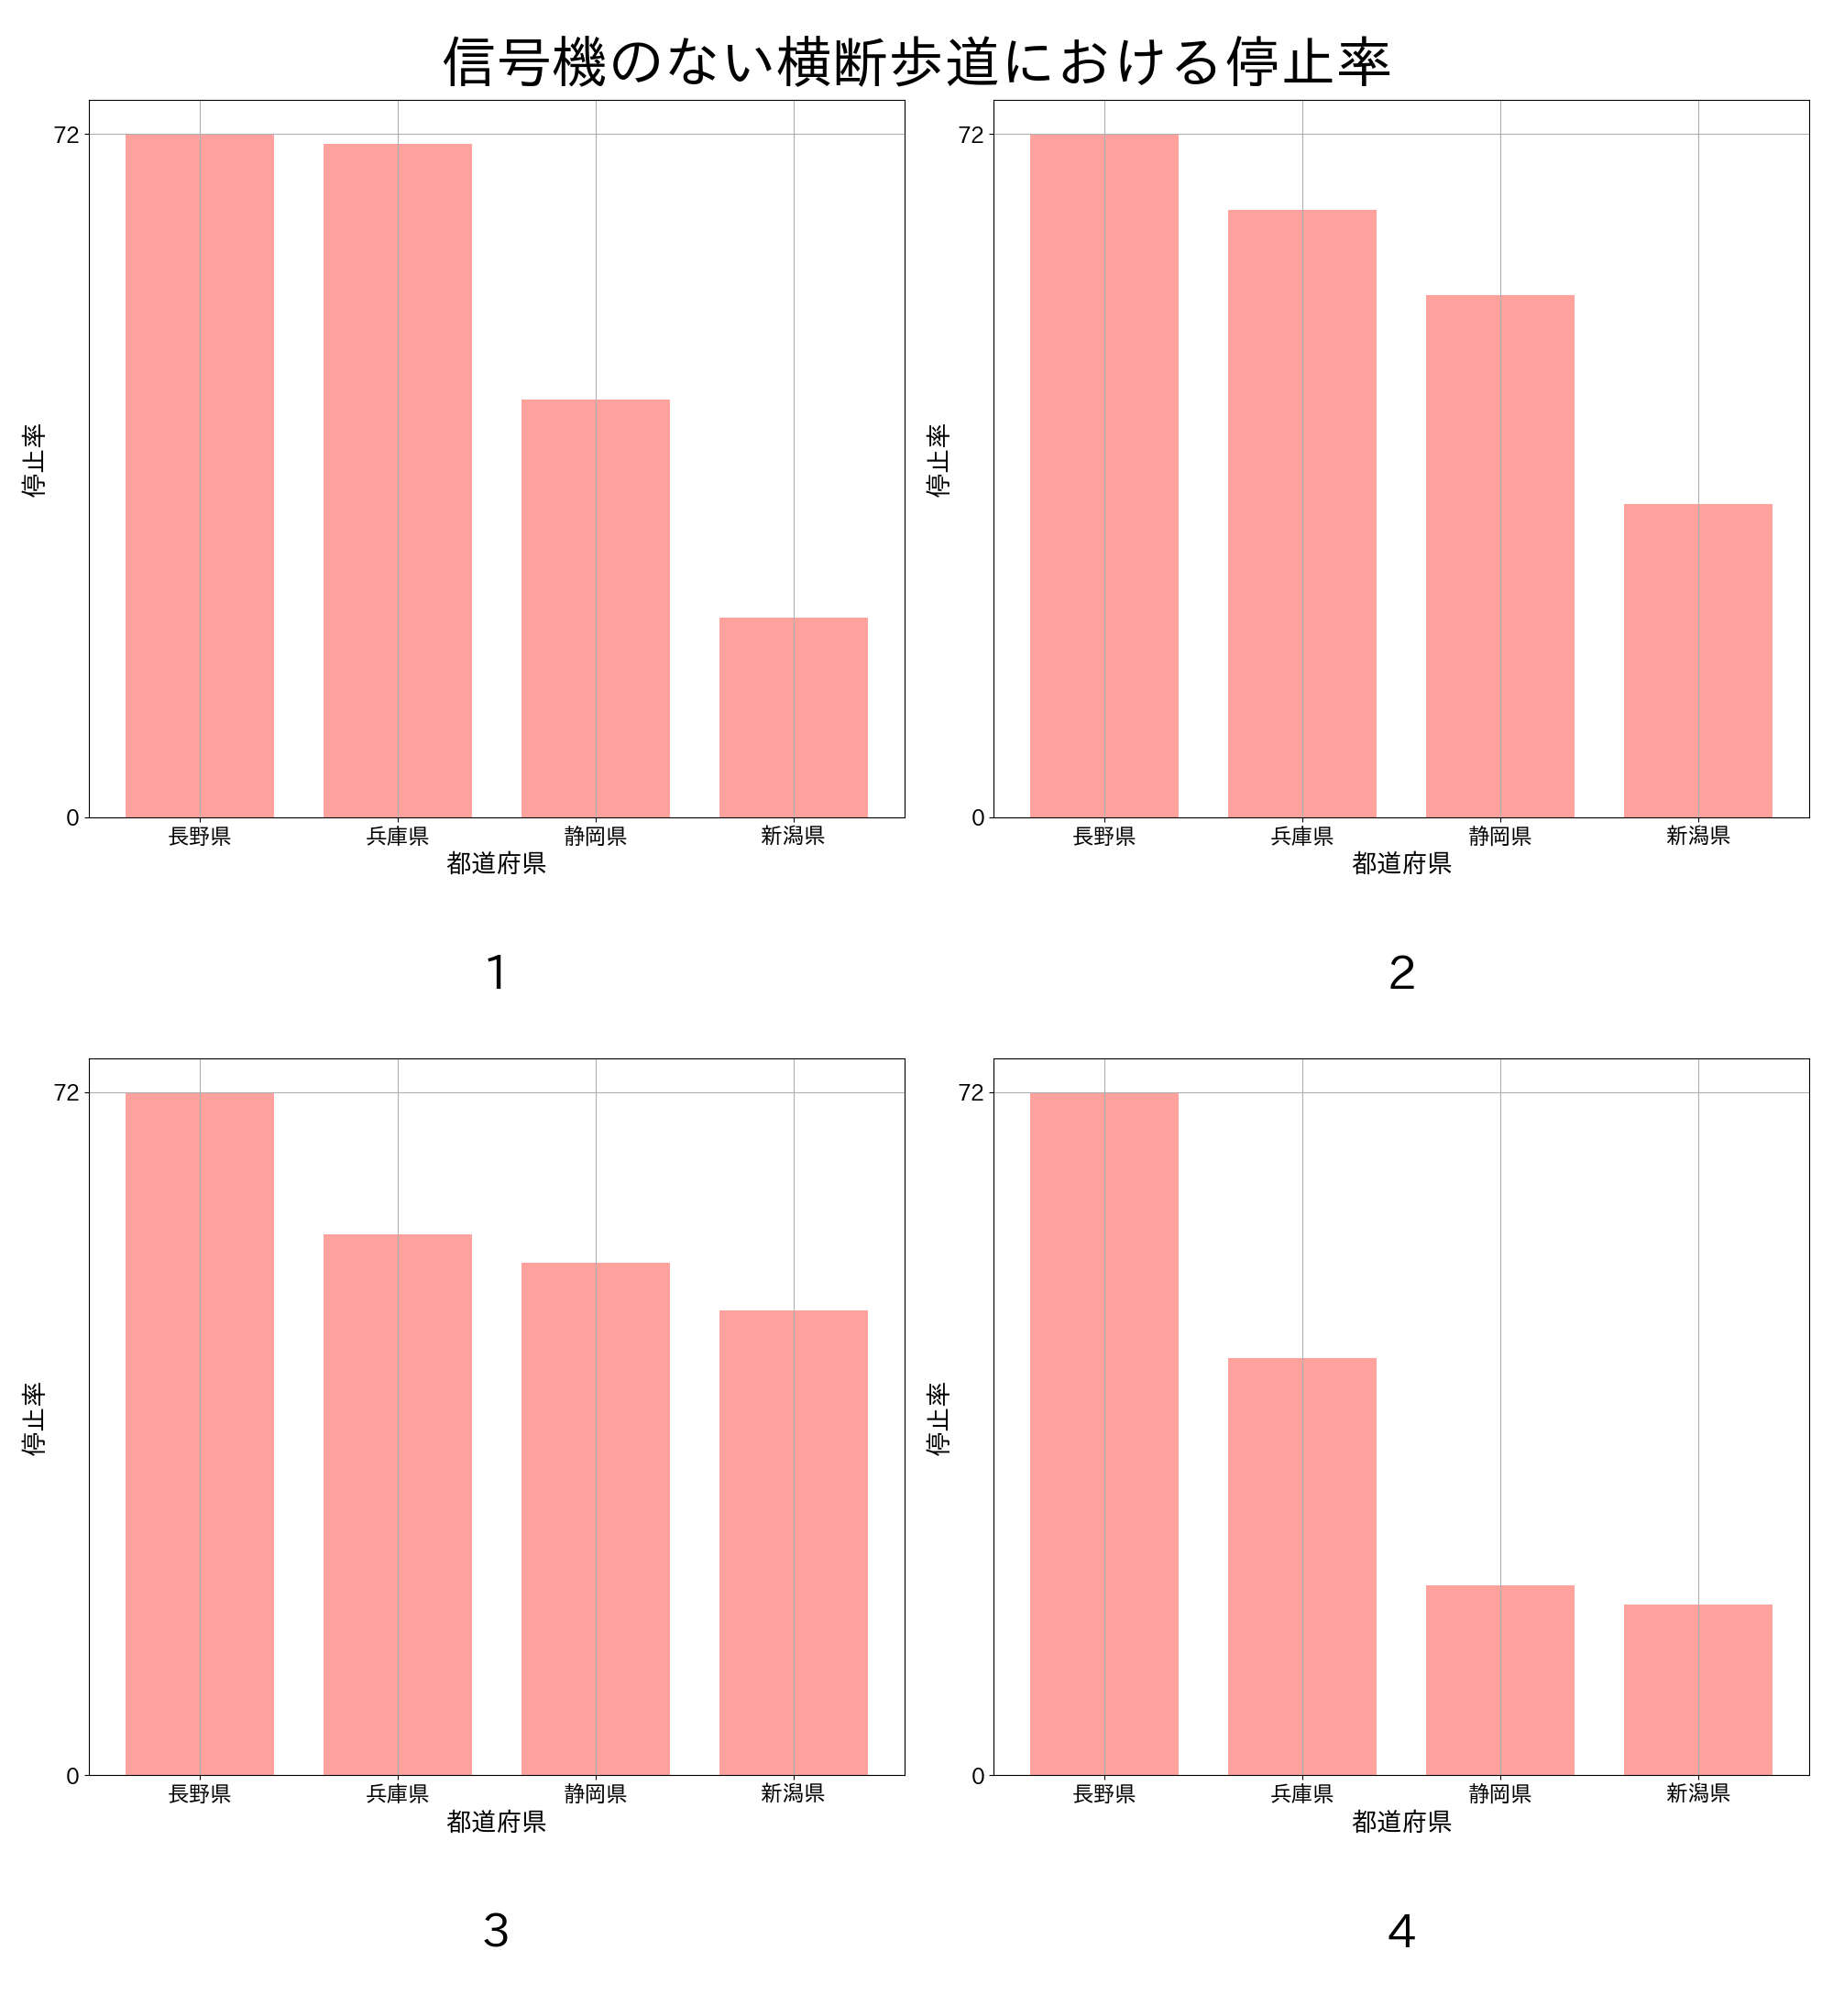 信号機のない横断歩道における停止率
72
0
停止率
長野県 兵庫県 静岡県 新潟県
都道府県
1
72
0
停止率
長野県 兵庫県 静岡県 新潟県
都道府県
2
72
0
停止率
長野県 兵庫県 静岡県 新潟県
都道府県
3
72
0
停止率
長野県 兵庫県 静岡県 新潟県
都道府県
4